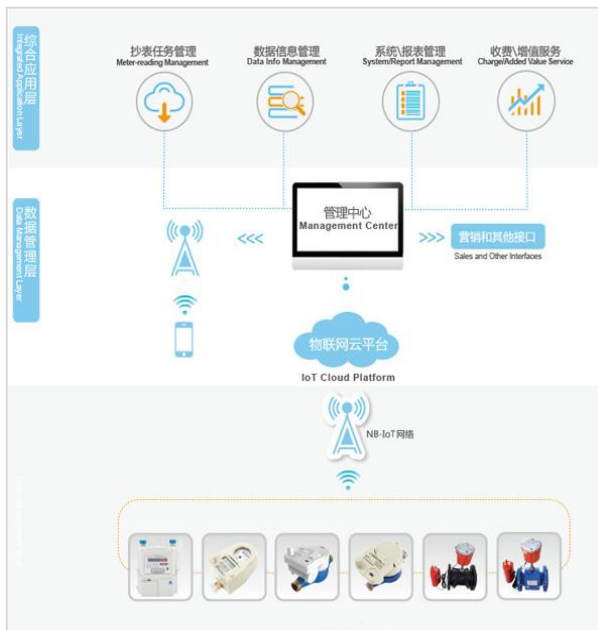 综合应用层
Integrated Application Layer
抄表任务管理
Meter-reading Management
数据信息管理
Data Info Management
系统\报表管理
System/Report Management
收费\增值服务
Charge/Added Value Service
数据管理层
Data Management Layer
管理中心
Management Center
<<<
>>>
营销和其他接口
Sales and Other Interfaces
物联网云平台
IoT Cloud Platform
NB-IoT网络